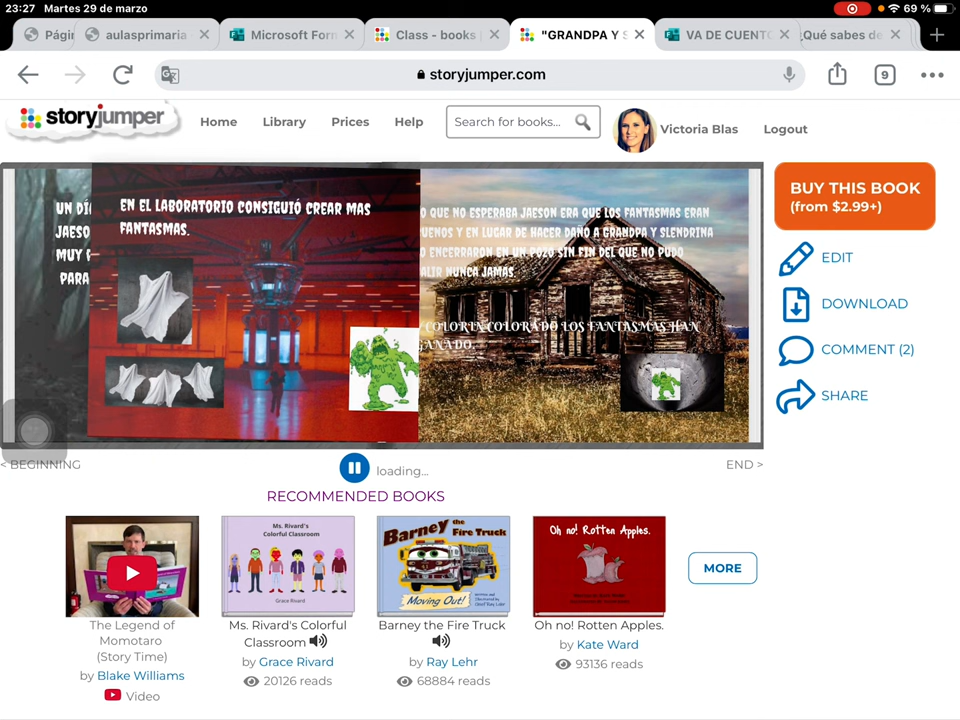 23:27 Martes 29 de marzo
69 %
Págin
aulasprimaria
Microsoft Form
Class - books
"GRANDPA Y S
VA DE CUENTO
¿Qué sabes de
storyjumper.com
9
storyjumper
Home
Library
Prices
Help
Search for books...
Victoria Blas
Logout
UN DÍ
JAESO
MUY
PARA
EN EL LABORATORIO CONSIGUIÓ CREAR MAS
FANTASMAS.
O QUE NO ESPERABA JAESON ERA QUE LOS FANTASMAS ERAN
UENOS Y EN LUGAR DE HACER DAÑO A GRANDPA Y SLENDRINA
O ENCERRARON EN UN POZO SIN FIN DEL QUE NO PUDO
ALIR NUNCA JAMAS.
COLORIN COLORADO LOS FANTASMAS HAN
GANADO.
BUY THIS BOOK
(from $2.99+)
EDIT
DOWNLOAD
COMMENT (2)
SHARE
< BEGINNING
loading...
END >
RECOMMENDED BOOKS
Ms. Rivard's
Colorful Classroom
Grace Rivard
Barney the
Fire Truck
Moving Out!
Oh no! Rotten Apples.
MORE
The Legend of
Momotaro
(Story Time)
by Blake Williams
Video
Ms. Rivard's Colorful
Classroom
by Grace Rivard
20126 reads
Barney the Fire Truck
by Ray Lehr
68884 reads
Oh no! Rotten Apples.
by Kate Ward
93136 reads